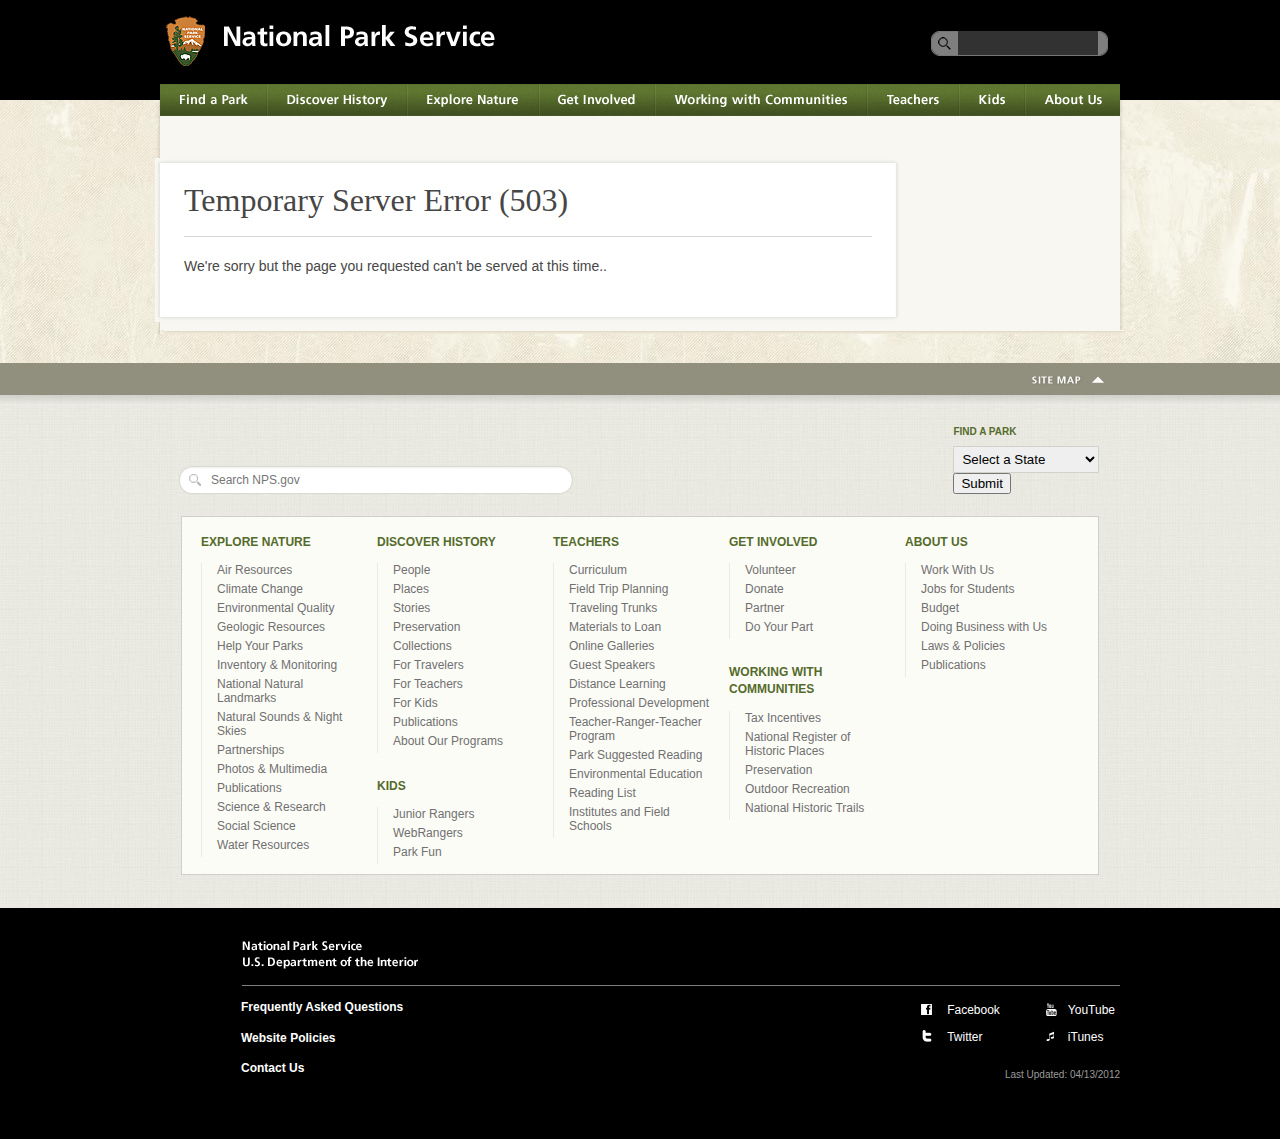 NATIONAL PARK SERVICE
National Park Service
Find a Park Discover History Explore Nature Get Involved Working with Communities Teachers Kids About Us
Temporary Server Error (503)
We're sorry but the page you requested can't be served at this time..
SITE MAP
FIND A PARK
Select a State
Search NPS.gov
Submit
EXPLORE NATURE
Air Resources
Climate Change
Environmental Quality
Geologic Resources
Help Your Parks
Inventory & Monitoring
National Natural
Landmarks
Natural Sounds & Night
Skies
Partnerships
Photos & Multimedia
Publications
Science & Research
Social Science
Water Resources
DISCOVER HISTORY
People
Places
Stories
Preservation
Collections
For Travelers
For Teachers
For Kids
Publications
About Our Programs
KIDS
Junior Rangers
WebRangers
Park Fun
TEACHERS
Curriculum
Field Trip Planning
Traveling Trunks
Materials to Loan
Online Galleries
Guest Speakers
Distance Learning
Professional Development
Teacher-Ranger-Teacher
Program
Park Suggested Reading
Environmental Education
Reading List
Institutes and Field
Schools
GET INVOLVED
Volunteer
Donate
Partner
Do Your Part
WORKING WITH
COMMUNITIES
Tax Incentives
National Register of
Historic Places
Preservation
Outdoor Recreation
National Historic Trails
ABOUT US
Work With Us
Jobs for Students
Budget
Doing Business with Us
Laws & Policies
Publications
National Park Service
U.S. Department of the Interior
Frequently Asked Questions
Website Policies
Contact Us
Facebook
YouTube
Twitter
iTunes
Last Updated: 04/13/2012